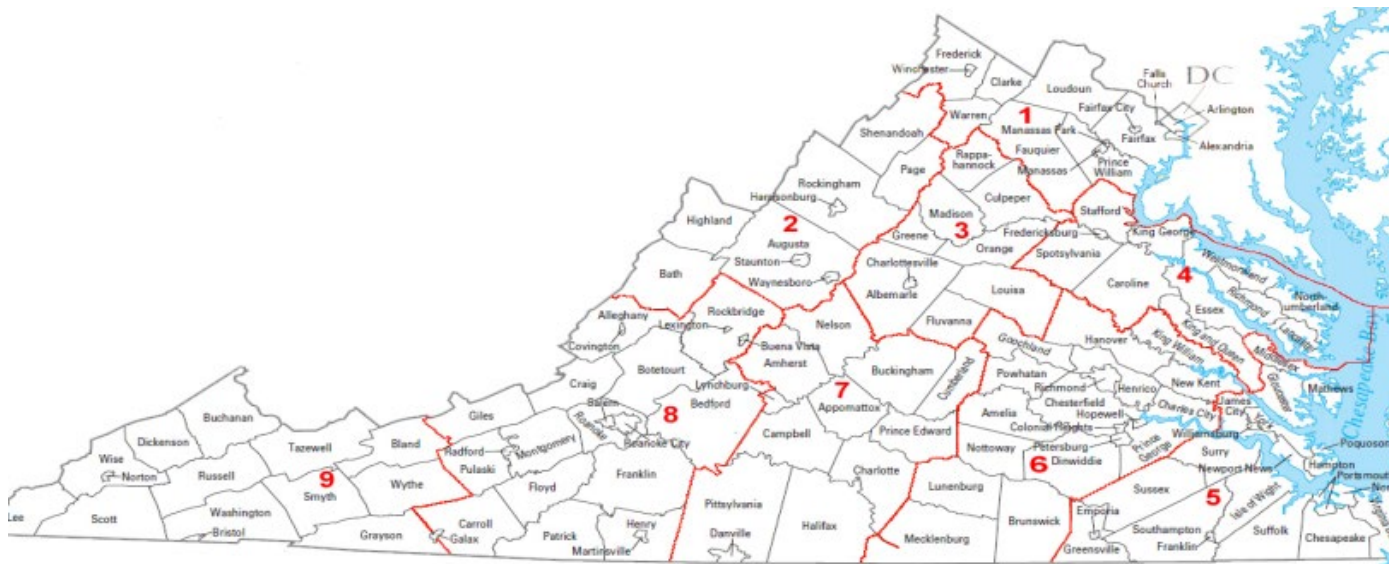 Frederick
Winchester
Clarke
Loudoun
Falls
Church
DC
Fairfax City
Arlington
Warren
1
Manassas Park
Fairfax
Alexandria
Shenandoah
Fauquier
Prince
William
Manassas
Rappa-
hannock
Page
Rockingham
Harrisonburg
Culpeper
Stafford
Madison
Highland
2
3
Fredericksburg
King George
Greene
Orange
Spotsylvania
Augusta
Staunton
Westmoreland
Charlottesville
4
Bath
Waynesboro
Albemarle
Louisa
Caroline
Richmond
North-
umberland
Essex
Rockbridge
Alleghany
Lexington
Nelson
Fluvanna
Lancaster
Covington
Buena Vista
Goochland
Hanover
King William
King and Queen
Middlesex
Amherst
Chesapeake Bay
Botetourt
Buckingham
Cumberland
Powhatan
Craig
Lynchburg
Richmond
Henrico
New Kent
Gloucester
Mathews
Bedford
7
Buchanan
Salem
8
Appomattox
Amelia
Chesterfield
Hopewell
Charles City
James
City
York
Giles
Roanoke
Colonial Heights
Dickenson
Tazewell
Bland
Montgomery
Roanoke City
Campbell
Prince Edward
Nottoway
Petersburg
Prince
George
Williamsburg
Poquoson
Wise
Radford
6
Dinwiddie
Surry
Norton
Russell
9
Pulaski
Franklin
Charlotte
Newport News
Hampton
Smyth
Wythe
Floyd
Lunenburg
Sussex
5
Portsmouth
Washington
Pittsylvania
Isle of Wight
Lee
Scott
Carroll
Henry
Halifax
Brunswick
Emporia
Southampton
Suffolk
Bristol
Grayson
Galax
Patrick
Martinsville
Danville
Mecklenburg
Greensville
Franklin
Chesapeake